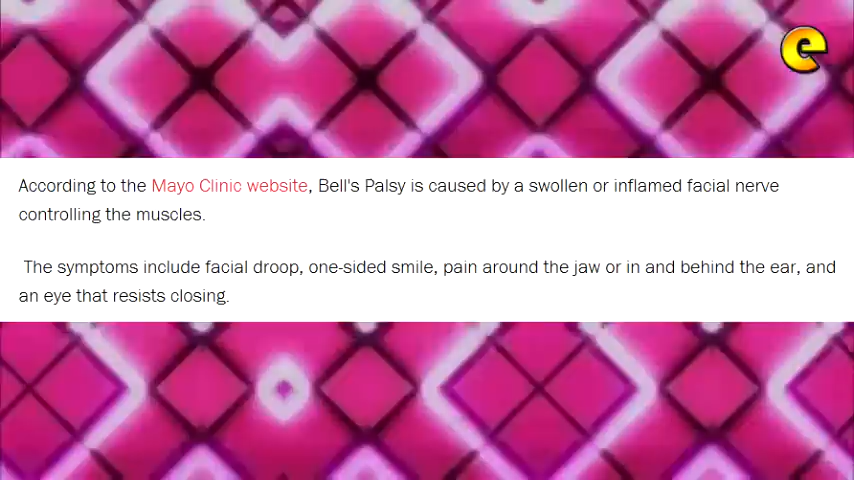 e
According to the Mayo Clinic website, Bell's Palsy is caused by a swollen or inflamed facial nerve
controlling the muscles.
The symptoms include facial droop, one-sided smile, pain around the jaw or in and behind the ear, and
an eye that resists closing.